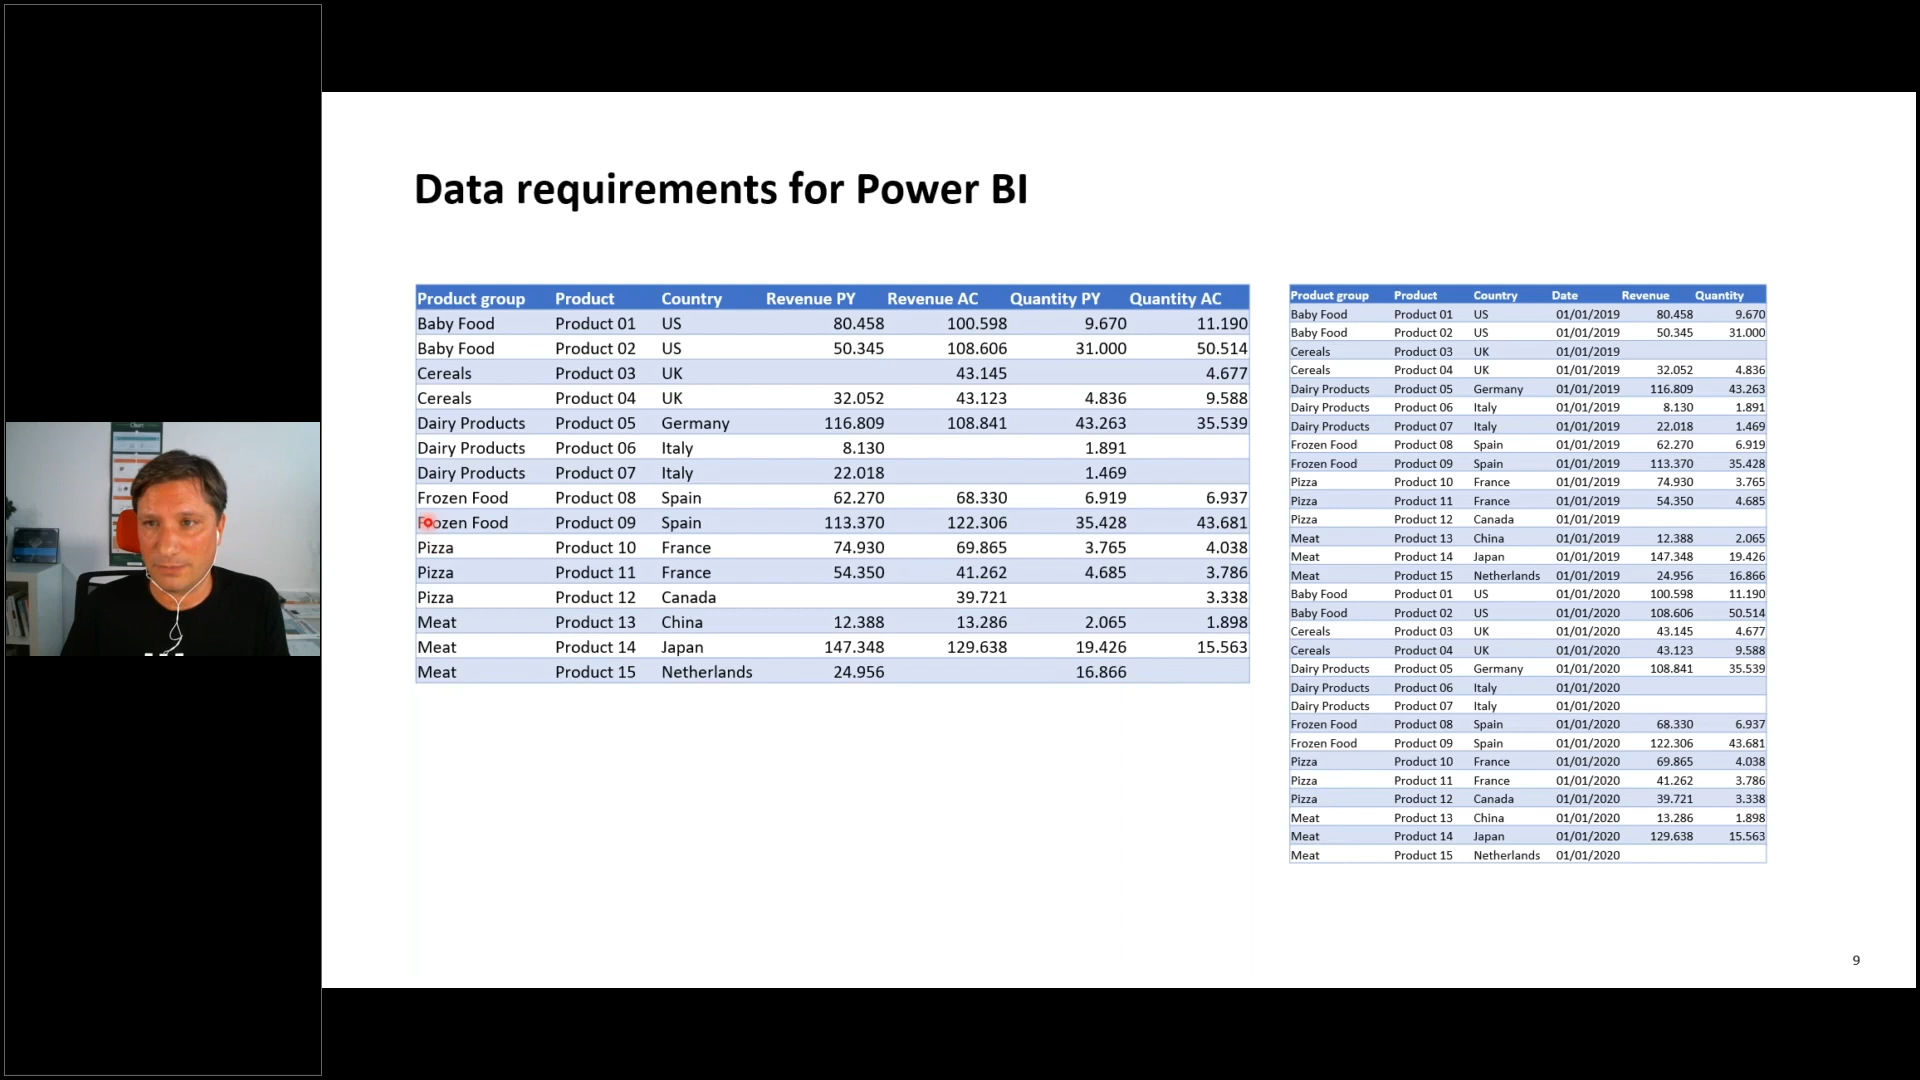 Data requirements for Power BI
Product group Product Country Revenue PY Revenue AC Quantity PY Quantity AC
Baby Food Product 01 US 80.458 100.598 9.670 11.190
Baby Food Product 02 US 50.345 108.606 31.000 50.514
Cereals Product 03 UK 43.145 4.677
Cereals Product 04 UK 32.052 43.123 4.836 9.588
Dairy Products Product 05 Germany 116.809 108.841 43.263 35.539
Dairy Products Product 06 Italy 8.130 1.891
Dairy Products Product 07 Italy 22.018 1.469
Frozen Food Product 08 Spain 62.270 68.330 6.919 6.937
Frozen Food Product 09 Spain 113.370 122.306 35.428 43.681
Pizza Product 10 France 74.930 69.865 3.765 4.038
Pizza Product 11 France 54.350 41.262 4.685 3.786
Pizza Product 12 Canada 39.721 3.338
Meat Product 13 China 12.388 13.286 2.065 1.898
Meat Product 14 Japan 147.348 129.638 19.426 15.563
Meat Product 15 Netherlands 24.956 16.866
Product group Product Country Date Revenue Quantity
Baby Food Product 01 US 01/01/2019 80.458 9.670
Baby Food Product 02 US 01/01/2019 50.345 31.000
Cereals Product 03 UK 01/01/2019
Cereals Product 04 UK 01/01/2019 32.052 4.836
Dairy Products Product 05 Germany 01/01/2019 116.809 43.263
Dairy Products Product 06 Italy 01/01/2019 8.130 1.891
Dairy Products Product 07 Italy 01/01/2019 22.018 1.469
Frozen Food Product 08 Spain 01/01/2019 62.270 6.919
Frozen Food Product 09 Spain 01/01/2019 113.370 35.428
Pizza Product 10 France 01/01/2019 74.930 3.765
Pizza Product 11 France 01/01/2019 54.350 4.685
Pizza Product 12 Canada 01/01/2019
Meat Product 13 China 01/01/2019 12.388 2.065
Meat Product 14 Japan 01/01/2019 147.348 19.426
Meat Product 15 Netherlands 01/01/2019 24.956 16.866
Baby Food Product 01 US 01/01/2020 100.598 11.190
Baby Food Product 02 US 01/01/2020 108.606 50.514
Cereals Product 03 UK 01/01/2020 43.145 4.677
Cereals Product 04 UK 01/01/2020 43.123 9.588
Dairy Products Product 05 Germany 01/01/2020 108.841 35.539
Dairy Products Product 06 Italy 01/01/2020
Dairy Products Product 07 Italy 01/01/2020
Frozen Food Product 08 Spain 01/01/2020 68.330 6.937
Frozen Food Product 09 Spain 01/01/2020 122.306 43.681
Pizza Product 10 France 01/01/2020 69.865 4.038
Pizza Product 11 France 01/01/2020 41.262 3.786
Pizza Product 12 Canada 01/01/2020 39.721 3.338
Meat Product 13 China 01/01/2020 13.286 1.898
Meat Product 14 Japan 01/01/2020 129.638 15.563
Meat Product 15 Netherlands 01/01/2020
9